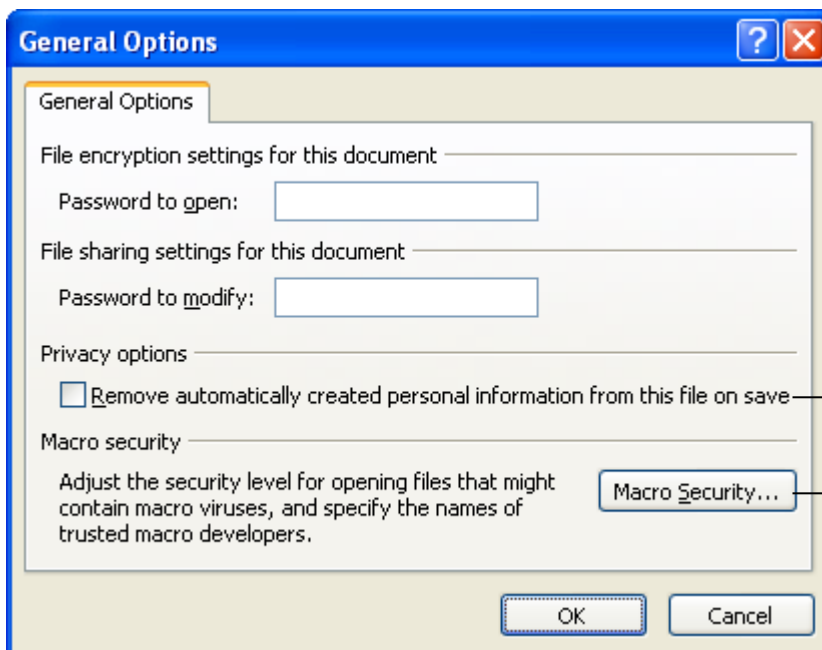 General Options
General Options
File encryption settings for this document
Password to open:
File sharing settings for this document
Password to modify:
Privacy options
Remove automatically created personal information from this file on save
Macro security
Adjust the security level for opening files that might
contain macro viruses, and specify the names of
trusted macro developers.
Macro Security...
OK Cancel